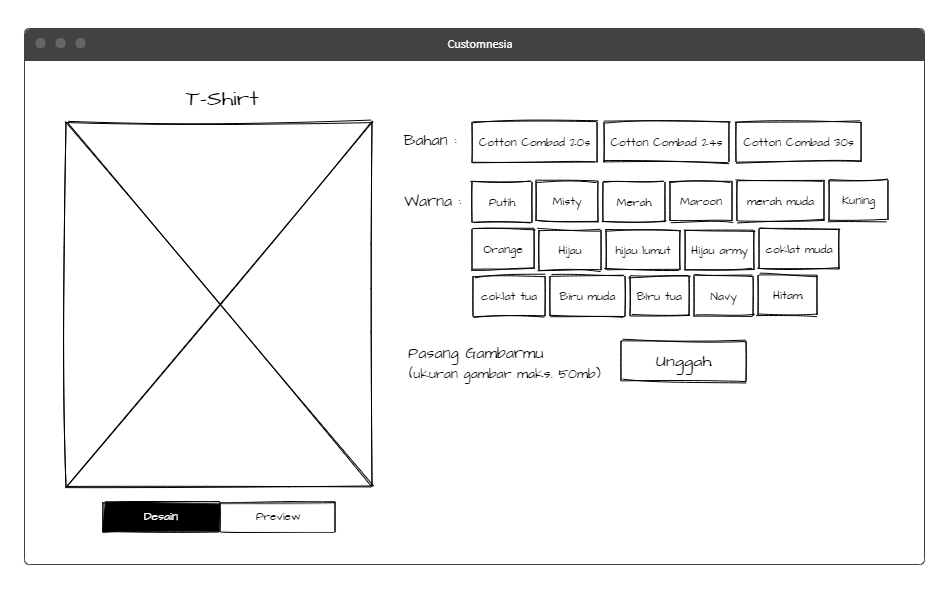 Customnesia
T-Shirt
Bahan :
Cotton Combad 20s
Cotton Combad 24s
Cotton Combad 30s
Warna :
Putih
Misty
Merah
Maroon
merah muda
Kuning
Orange
Hijau
hijau lumut
Hijau army
coklat muda
coklat tua
Biru muda
BIru tua
Navy
Hitam
Pasang Gambarmu
(ukuran gambar maks. 50mb)
Unggah
Desain
Preview